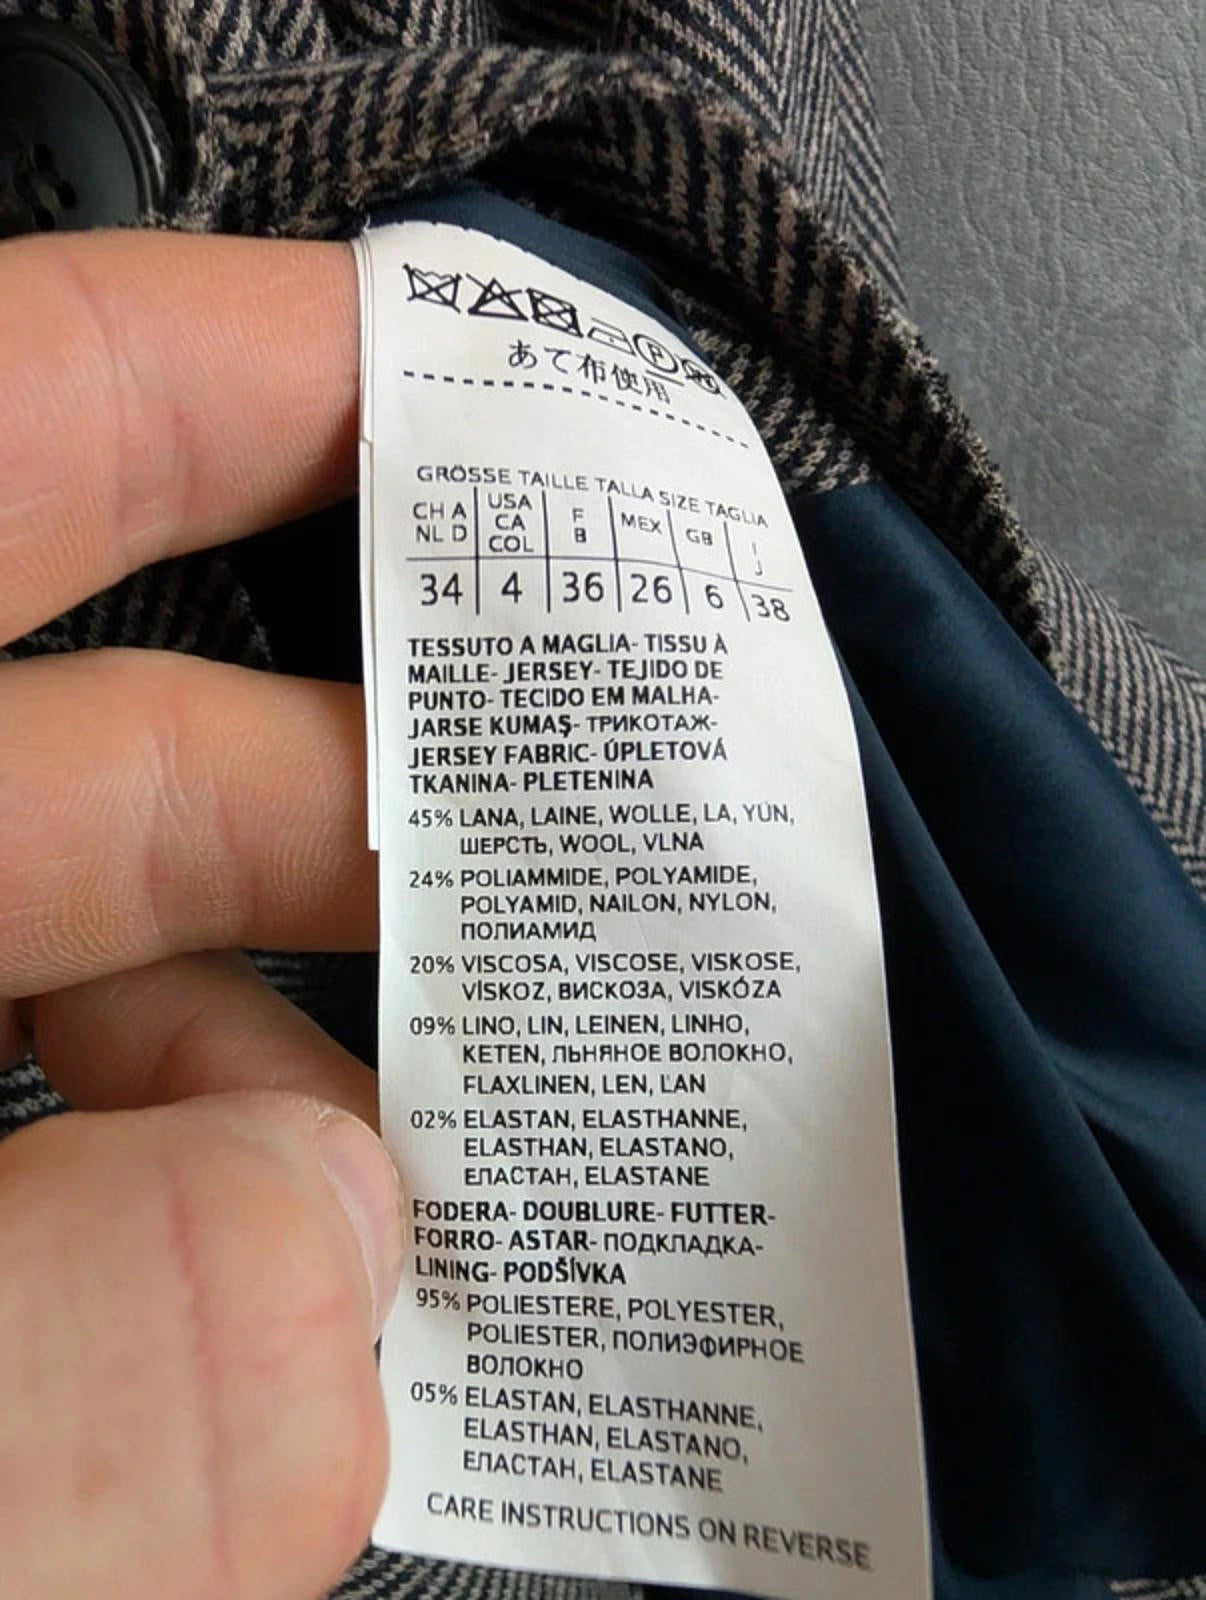 あて布使用
GRÖSSE TAILLE TALLA SIZE TAGLIA
CH A NL D USA CA COL F B MEX GB I J
34 4 36 26 6 38
TESSUTO A MAGLIA- TISSU À
MAILLE- JERSEY- TEJIDO DE
PUNTO- TECIDO EM MALHA-
JARSE KUMAŞ- ТРИКОТАЖ-
JERSEY FABRIC- ÚPLETOVÁ
TKANINA- PLETENINA
45% LANA, LAINE, WOLLE, LA, YÜN,
ШЕРСТЬ, WOOL, VLNA
24% POLIAMMIDE, POLYAMIDE,
POLYAMID, NAILON, NYLON,
ПОЛИАМИД
20% VISCOSA, VISCOSE, VISKOSE,
VİSKOZ, ВИСКОЗА, VISKÓZA
09% LINO, LIN, LEINEN, LINHO,
KETEN, ЛЬНЯНОЕ ВОЛОКНО,
FLAXLINEN, LEN, ĽAN
02% ELASTAN, ELASTHANNE,
ELASTHAN, ELASTANO,
ЕЛАСТАН, ELASTANE
FODERA- DOUBLURE- FUTTER-
FORRO- ASTAR- ПОДКЛАДКА-
LINING- PODŠÍVKA
95% POLIESTERE, POLYESTER,
POLIESTER, ПОЛИЭФИРНОЕ
ВОЛОКНО
05% ELASTAN, ELASTHANNE,
ELASTHAN, ELASTANO,
ЕЛАСТАН, ELASTANE
CARE INSTRUCTIONS ON REVERSE